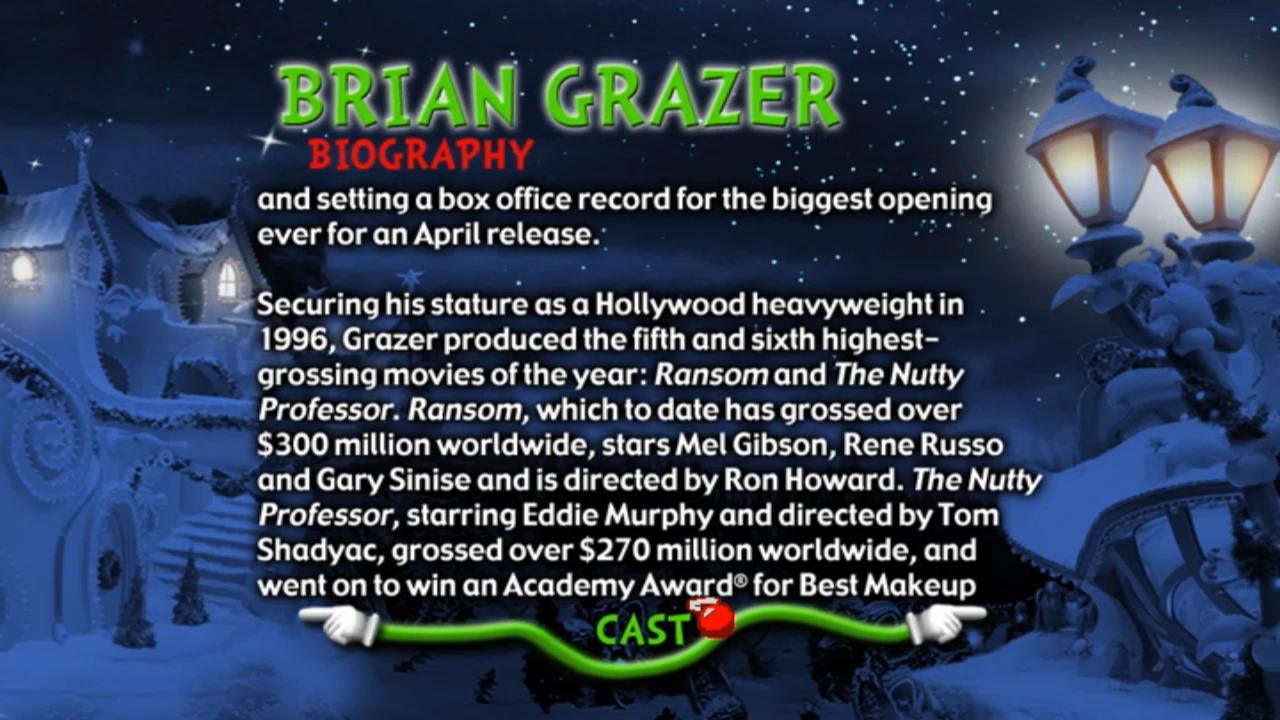 BRIAN GRAZER
BIOGRAPHY
and setting a box office record for the biggest opening
ever for an April release.
Securing his stature as a Hollywood heavyweight in
1996, Grazer produced the fifth and sixth highest-
grossing movies of the year: Ransom and The Nutty
Professor. Ransom, which to date has grossed over
$300 million worldwide, stars Mel Gibson, Rene Russo
and Gary Sinise and is directed by Ron Howard. The Nutty
Professor, starring Eddie Murphy and directed by Tom
Shadyac, grossed over $270 million worldwide, and
went on to win an Academy Award® for Best Makeup
CAST